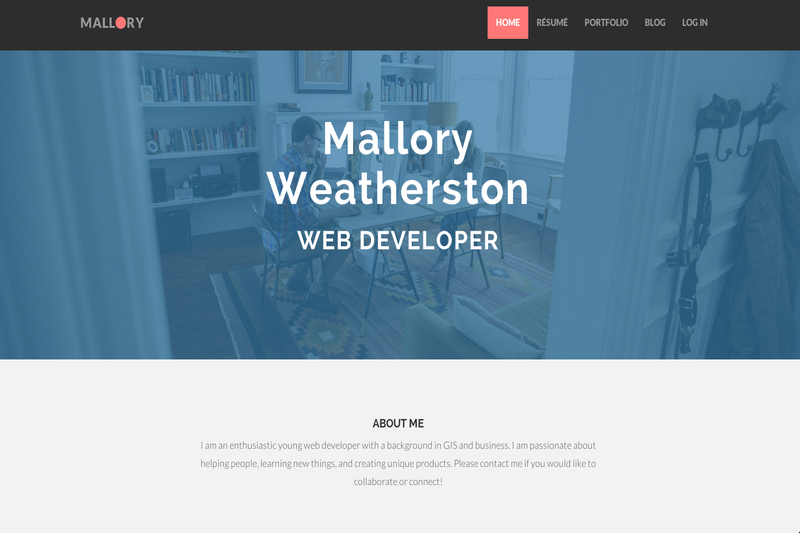 MALLORY
HOME RÉSUMÉ PORTFOLIO BLOG LOG IN
Mallory
Weatherston
WEB DEVELOPER
ABOUT ME
I am an enthusiastic young web developer with a background in GIS and business. I am passionate about
helping people, learning new things, and creating unique products. Please contact me if you would like to
collaborate or connect!